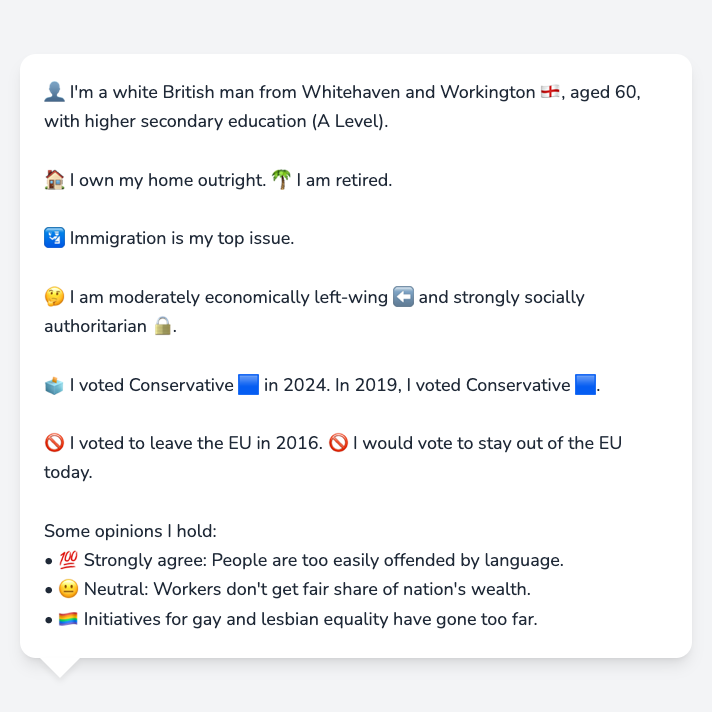 👤 I'm a white British man from Whitehaven and Workington 🏴󠁧󠁢󠁥󠁮󠁧󠁿, aged 60,
with higher secondary education (A Level).
🏠 I own my home outright. 🌴 I am retired.
🛂 Immigration is my top issue.
🤔 I am moderately economically left-wing ⬅️ and strongly socially
authoritarian 🔒.
🗳️ I voted Conservative 🟦 in 2024. In 2019, I voted Conservative 🟦.
🚫 I voted to leave the EU in 2016. 🚫 I would vote to stay out of the EU
today.
Some opinions I hold:
• 💯 Strongly agree: People are too easily offended by language.
• 😐 Neutral: Workers don't get fair share of nation's wealth.
• 🏳️‍🌈 Initiatives for gay and lesbian equality have gone too far.